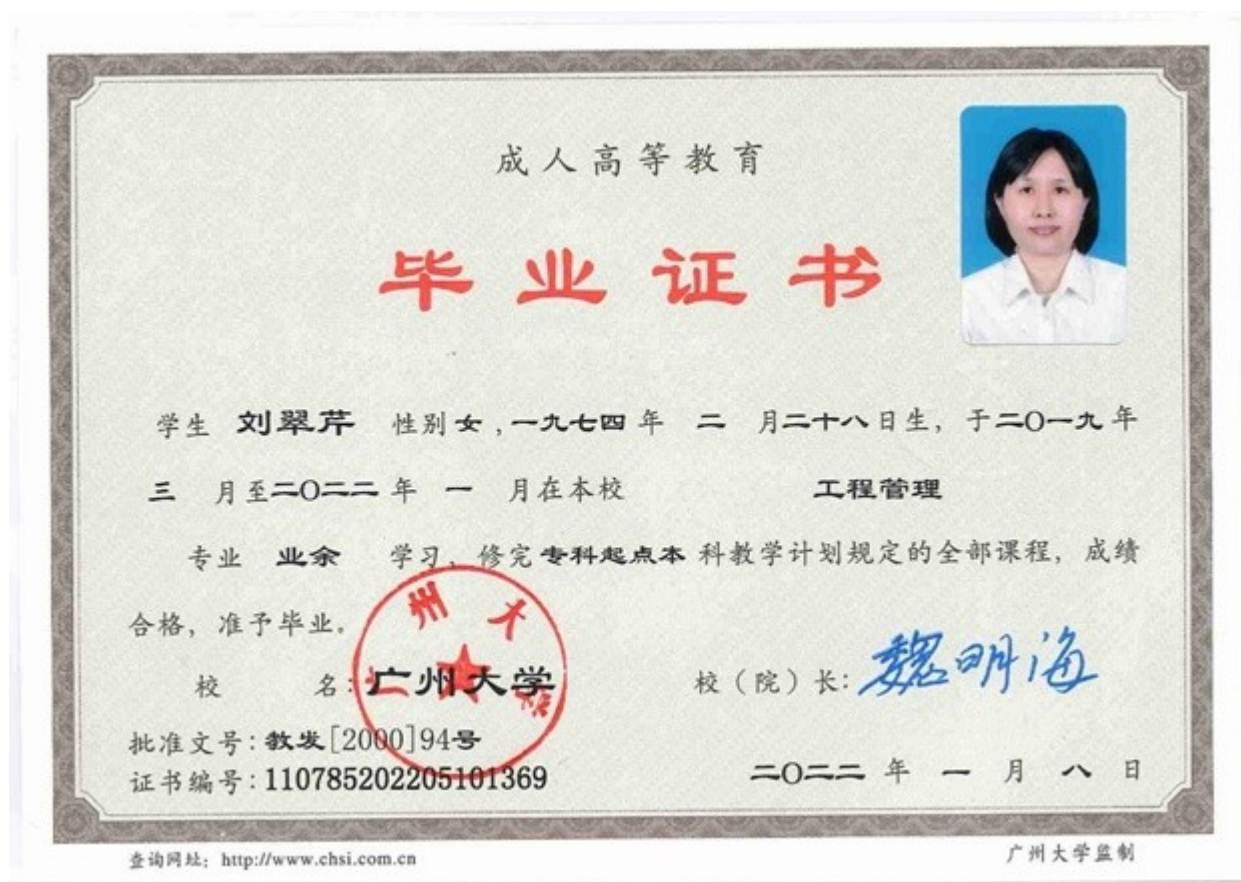 成人高等教育
毕业证书
学生 刘翠芹 性别 女，一九七四 年 二 月 二十八 日生，于 二〇一九 年
三 月至 二〇二二 年 一 月在本校 工程管理
专业 业余 学习，修完 专科起点本 科教学计划规定的全部课程，成绩
合格，准予毕业。
广州大学
校 名：广州大学 校（院）长：魏明海
批准文号：教发[2000]94号
证书编号：110785202205101369 二〇二二 年 一 月 八 日
查询网址：http://www.chsi.com.cn 广州大学监制